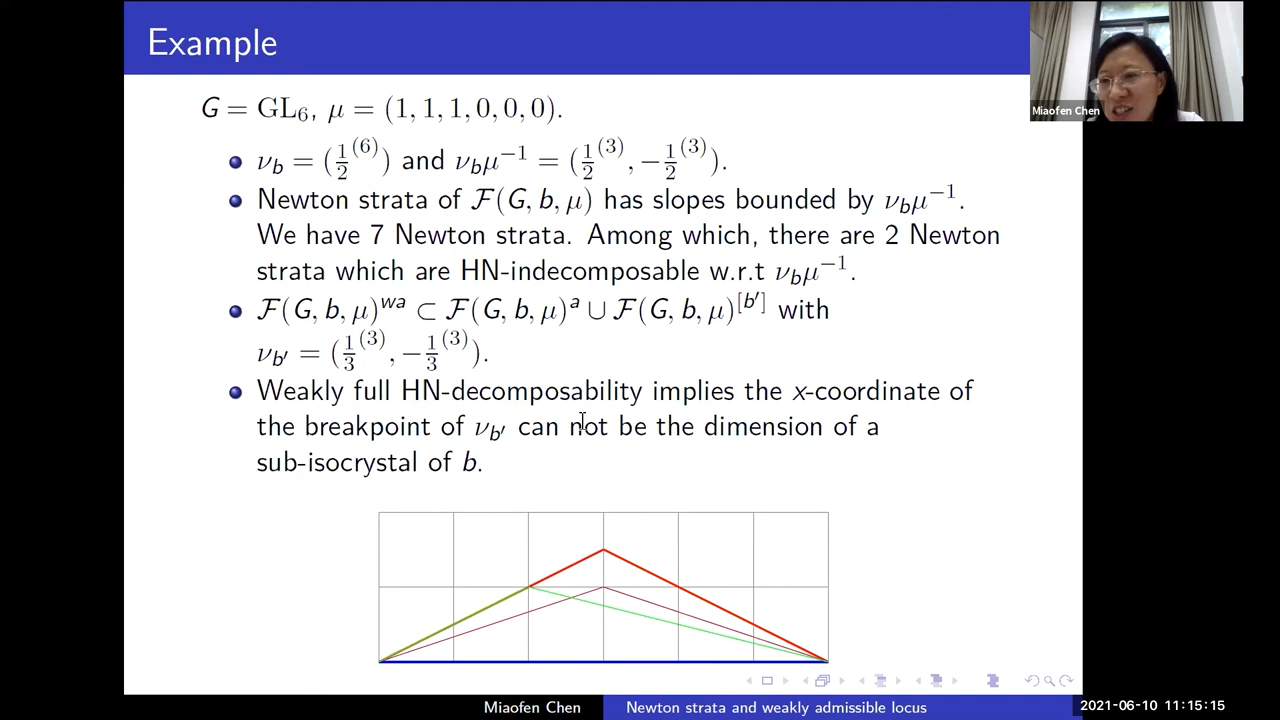 Example
G = GL₆, μ = (1, 1, 1, 0, 0, 0).
ν_b = (1/2^(6)) and ν_bμ⁻¹ = (1/2^(3), −1/2^(3)).
Newton strata of F(G, b, μ) has slopes bounded by ν_bμ⁻¹.
We have 7 Newton strata. Among which, there are 2 Newton
strata which are HN-indecomposable w.r.t ν_bμ⁻¹.
F(G, b, μ)^wa ⊂ F(G, b, μ)^a ∪ F(G, b, μ)^[b′] with
ν_b′ = (1/3^(3), −1/3^(3)).
Weakly full HN-decomposability implies the x-coordinate of
the breakpoint of ν_b′ can not be the dimension of a
sub-isocrystal of b.
Miaofen Chen
Miaofen Chen
Newton strata and weakly admissible locus
2021-06-10 11:15:15